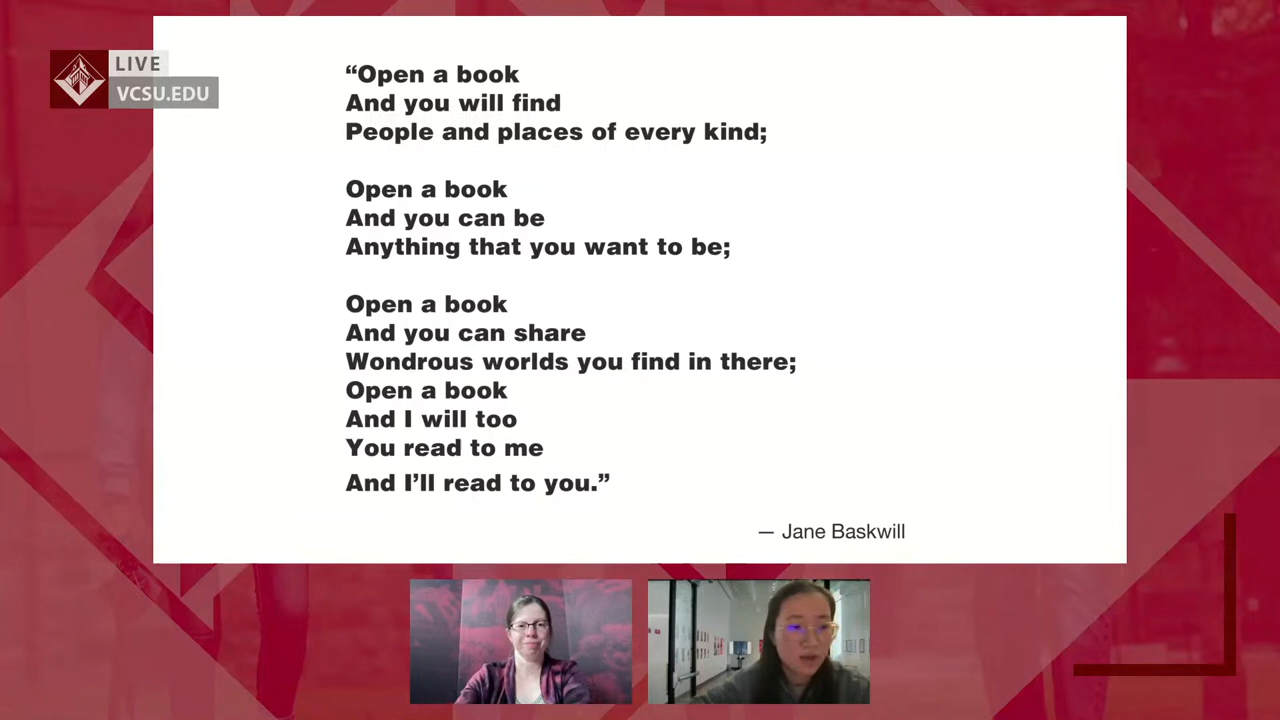 LIVE
VCSU.EDU
“Open a book
And you will find
People and places of every kind;
Open a book
And you can be
Anything that you want to be;
Open a book
And you can share
Wondrous worlds you find in there;
Open a book
And I will too
You read to me
And I’ll read to you.”
— Jane Baskwill